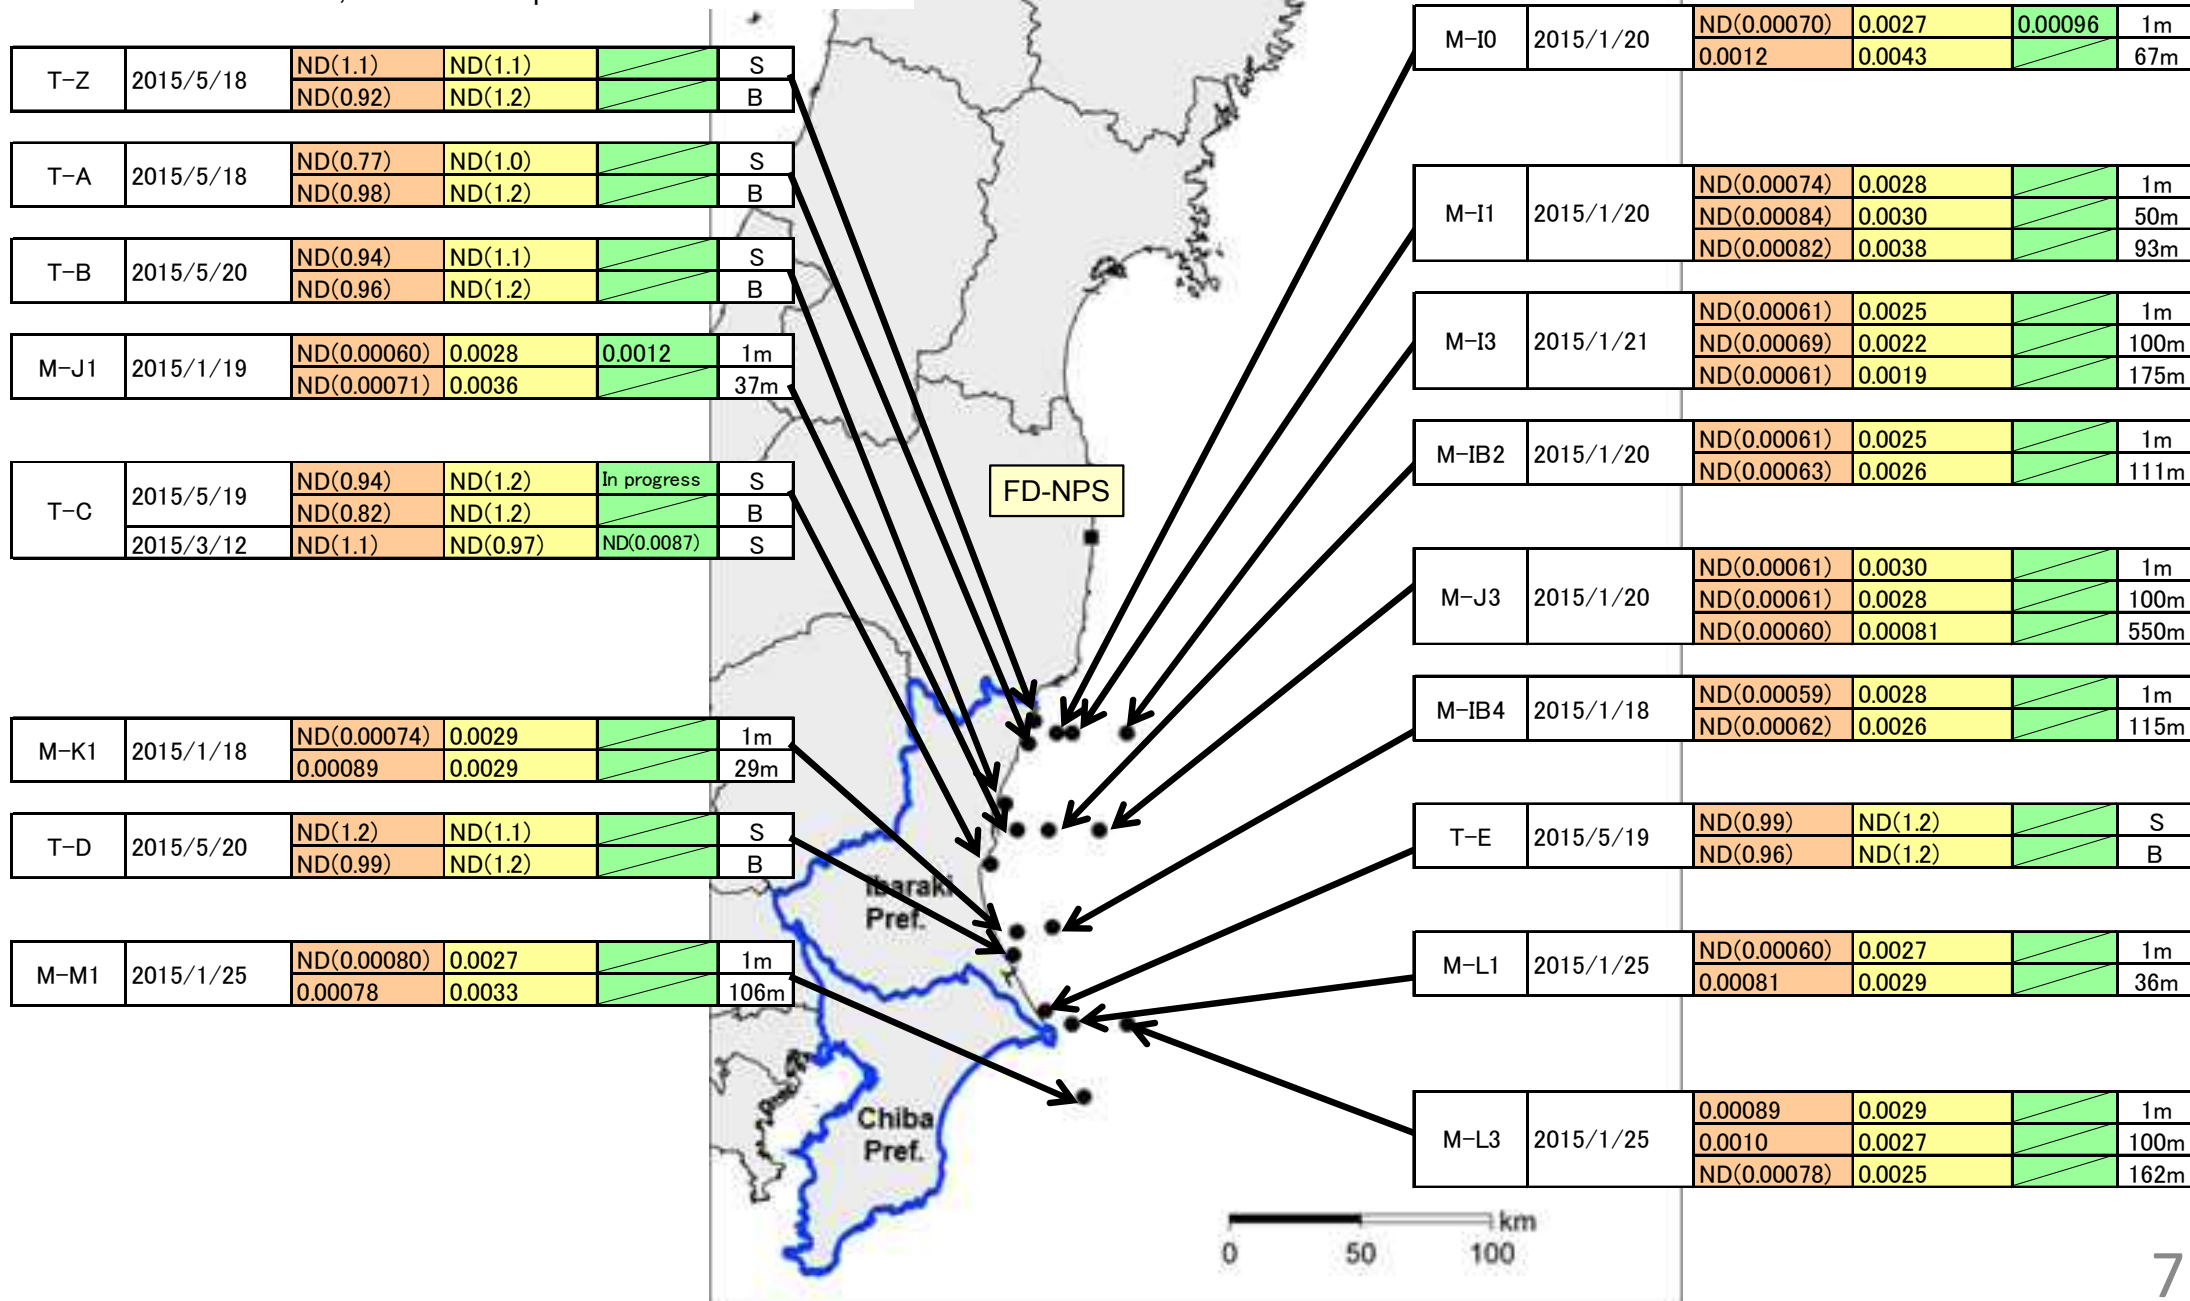 T-Z 2015/5/18 ND(1.1) ND(1.1) S
ND(0.92) ND(1.2) B
T-A 2015/5/18 ND(0.77) ND(1.0) S
ND(0.98) ND(1.2) B
T-B 2015/5/20 ND(0.94) ND(1.1) S
ND(0.96) ND(1.2) B
M-J1 2015/1/19 ND(0.00060) 0.0028 0.0012 1m
ND(0.00071) 0.0036 37m
T-C 2015/5/19 ND(0.94) ND(1.2) In progress S
ND(0.82) ND(1.2) B
2015/3/12 ND(1.1) ND(0.97) ND(0.0087) S
M-K1 2015/1/18 ND(0.00074) 0.0029 1m
0.00089 0.0029 29m
T-D 2015/5/20 ND(1.2) ND(1.1) S
ND(0.99) ND(1.2) B
M-M1 2015/1/25 ND(0.00080) 0.0027 1m
0.00078 0.0033 106m
FD-NPS
Ibaraki
Pref.
Chiba
Pref.
M-I0 2015/1/20 ND(0.00070) 0.0027 0.00096 1m
0.0012 0.0043 67m
M-I1 2015/1/20 ND(0.00074) 0.0028 1m
ND(0.00084) 0.0030 50m
ND(0.00082) 0.0038 93m
M-I3 2015/1/21 ND(0.00061) 0.0025 1m
ND(0.00069) 0.0022 100m
ND(0.00061) 0.0019 175m
M-IB2 2015/1/20 ND(0.00061) 0.0025 1m
ND(0.00063) 0.0026 111m
M-J3 2015/1/20 ND(0.00061) 0.0030 1m
ND(0.00061) 0.0028 100m
ND(0.00060) 0.00081 550m
M-IB4 2015/1/18 ND(0.00059) 0.0028 1m
ND(0.00062) 0.0026 115m
T-E 2015/5/19 ND(0.99) ND(1.2) S
ND(0.96) ND(1.2) B
M-L1 2015/1/25 ND(0.00060) 0.0027 1m
0.00081 0.0029 36m
M-L3 2015/1/25 0.00089 0.0029 1m
0.0010 0.0027 100m
ND(0.00078) 0.0025 162m
km
0 50 100
7